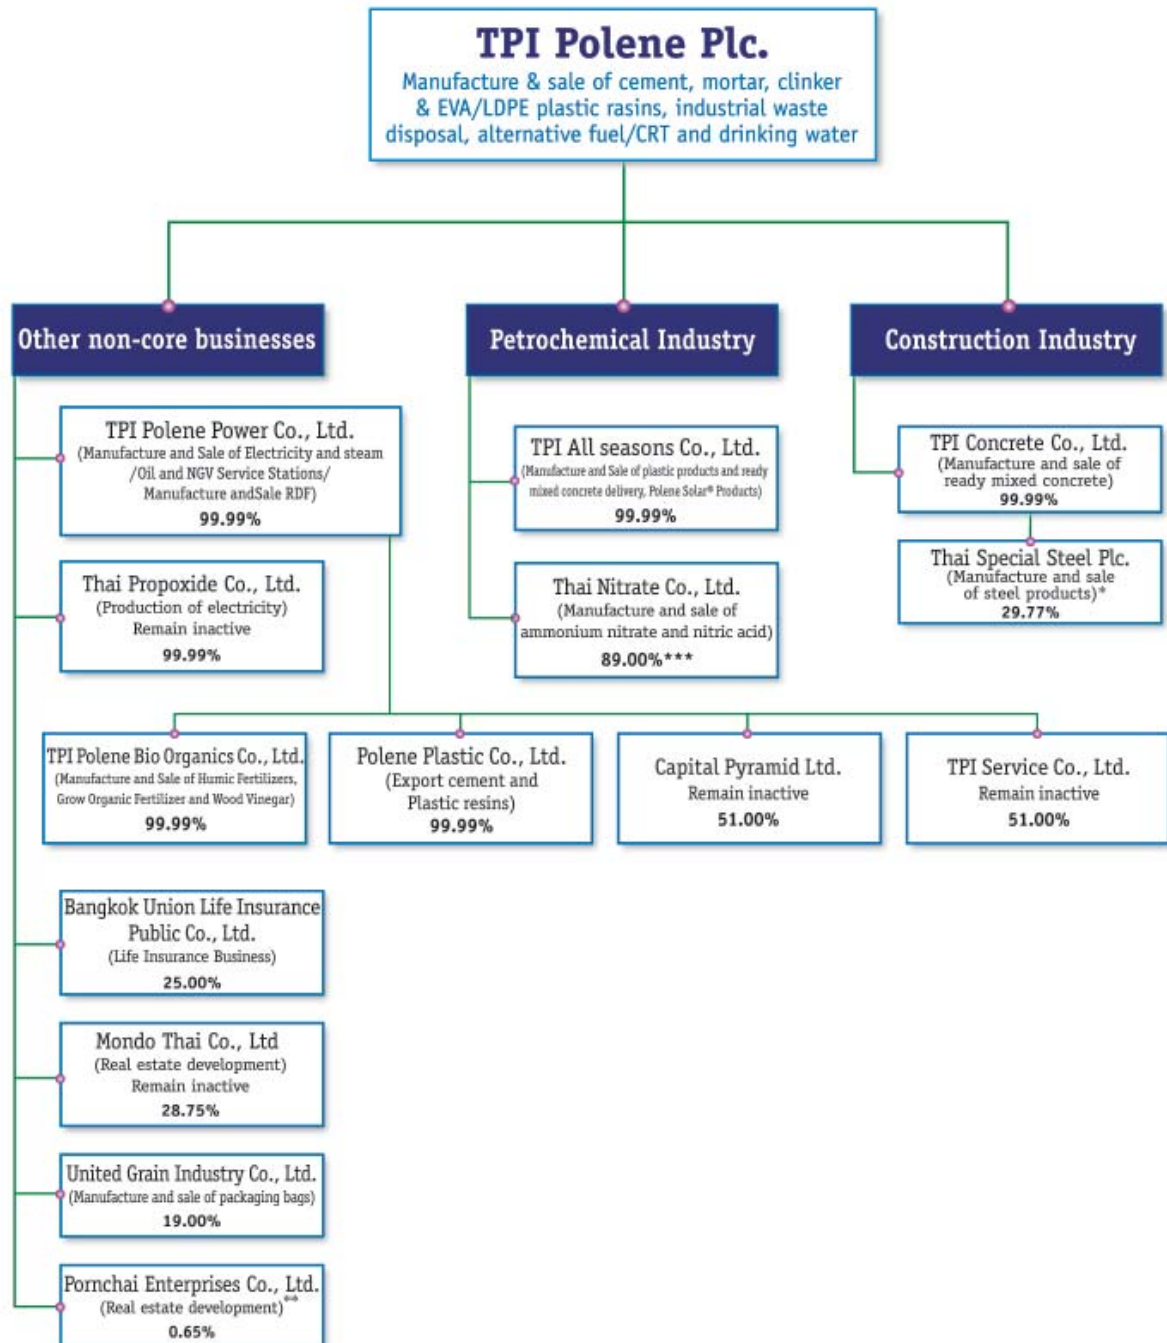 TPI Polene Plc.
Manufacture & sale of cement, mortar, clinker
& EVA/LDPE plastic rasins, industrial waste
disposal, alternative fuel/CRT and drinking water
Other non-core businesses
Petrochemical Industry
Construction Industry
TPI Polene Power Co., Ltd.
(Manufacture and Sale of Electricity and steam
/Oil and NGV Service Stations/
Manufacture andSale RDF)
99.99%
TPI All seasons Co., Ltd.
(Manufacture and Sale of plastic products and ready
mixed concrete delivery, Polene Solar® Products)
99.99%
TPI Concrete Co., Ltd.
(Manufacture and sale of
ready mixed concrete)
99.99%
Thai Special Steel Plc.
(Manufacture and sale
of steel products)*
29.77%
Thai Propoxide Co., Ltd.
(Production of electricity)
Remain inactive
99.99%
Thai Nitrate Co., Ltd.
(Manufacture and sale of
ammonium nitrate and nitric acid)
89.00%***
TPI Polene Bio Organics Co., Ltd.
(Manufacture and Sale of Humic Fertilizers,
Grow Organic Fertilizer and Wood Vinegar)
99.99%
Polene Plastic Co., Ltd.
(Export cement and
Plastic resins)
99.99%
Capital Pyramid Ltd.
Remain inactive
51.00%
TPI Service Co., Ltd.
Remain inactive
51.00%
Bangkok Union Life Insurance
Public Co., Ltd.
(Life Insurance Business)
25.00%
Mondo Thai Co., Ltd
(Real estate development)
Remain inactive
28.75%
United Grain Industry Co., Ltd.
(Manufacture and sale of packaging bags)
19.00%
Pornchai Enterprises Co., Ltd.
(Real estate development)**
0.65%